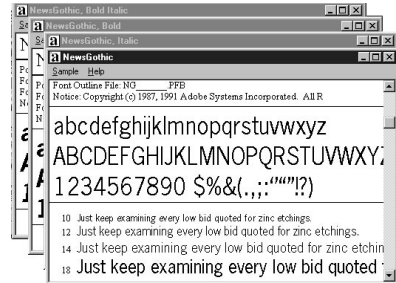 NewsGothic, Bold Italic
NewsGothic, Bold
NewsGothic, Italic
NewsGothic
Sample Help
Font Outline File: NG______PFB
Notice: Copyright (c) 1987, 1991 Adobe Systems Incorporated. All R
abcdefghijklmnopqrstuvwxyz
ABCDEFGHIJKLMNOPQRSTUVWXYZ
1234567890 $%&(.,;:‘’“”!?)
10 Just keep examining every low bid quoted for zinc etchings.
12 Just keep examining every low bid quoted for zinc etchings.
14 Just keep examining every low bid quoted for zinc etchin
18 Just keep examining every low bid quoted